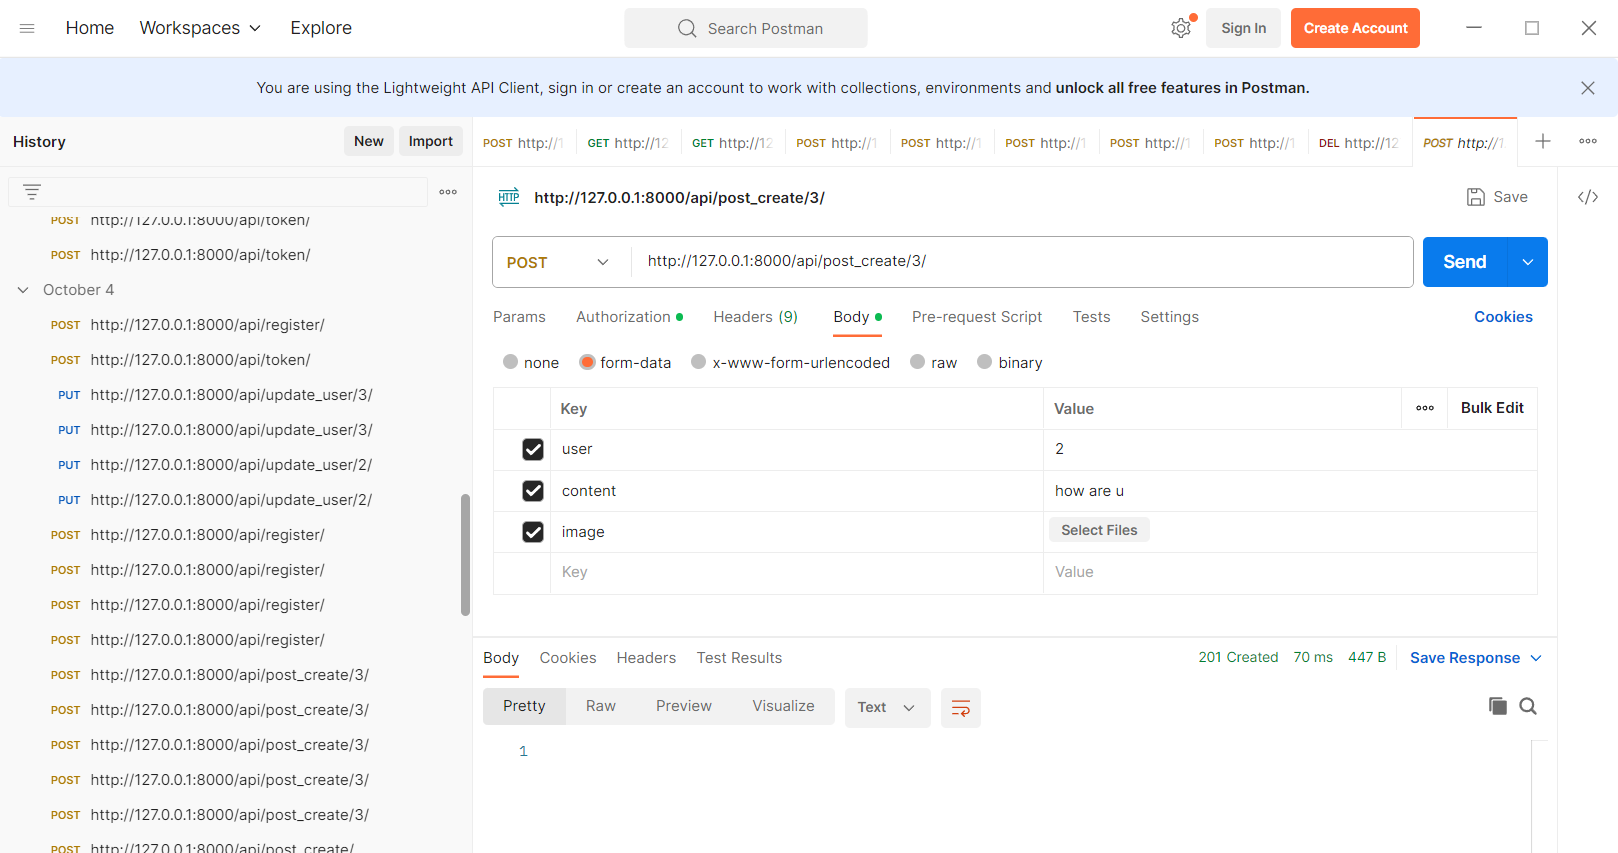 Home Workspaces Explore Search Postman Sign In Create Account
You are using the Lightweight API Client, sign in or create an account to work with collections, environments and unlock all free features in Postman.
History New Import
POST http://1 GET http://12 GET http://12 POST http://1 POST http://1 POST http://1 POST http://1 POST http://1 DEL http://12 POST http://1.
POST http://127.0.0.1:8000/api/token/
POST http://127.0.0.1:8000/api/token/
October 4
POST http://127.0.0.1:8000/api/register/
POST http://127.0.0.1:8000/api/token/
PUT http://127.0.0.1:8000/api/update_user/3/
PUT http://127.0.0.1:8000/api/update_user/3/
PUT http://127.0.0.1:8000/api/update_user/2/
PUT http://127.0.0.1:8000/api/update_user/2/
POST http://127.0.0.1:8000/api/register/
POST http://127.0.0.1:8000/api/register/
POST http://127.0.0.1:8000/api/register/
POST http://127.0.0.1:8000/api/register/
POST http://127.0.0.1:8000/api/post_create/3/
POST http://127.0.0.1:8000/api/post_create/3/
POST http://127.0.0.1:8000/api/post_create/3/
POST http://127.0.0.1:8000/api/post_create/3/
POST http://127.0.0.1:8000/api/post_create/3/
POST http://127.0.0.1:8000/api/post_create/
HTTP http://127.0.0.1:8000/api/post_create/3/ Save </>
POST http://127.0.0.1:8000/api/post_create/3/ Send
Params Authorization Headers (9) Body Pre-request Script Tests Settings Cookies
none form-data x-www-form-urlencoded raw binary
Key Value Bulk Edit
user 2
content how are u
image Select Files
Key Value
Body Cookies Headers Test Results 201 Created 70 ms 447 B Save Response
Pretty Raw Preview Visualize Text
1